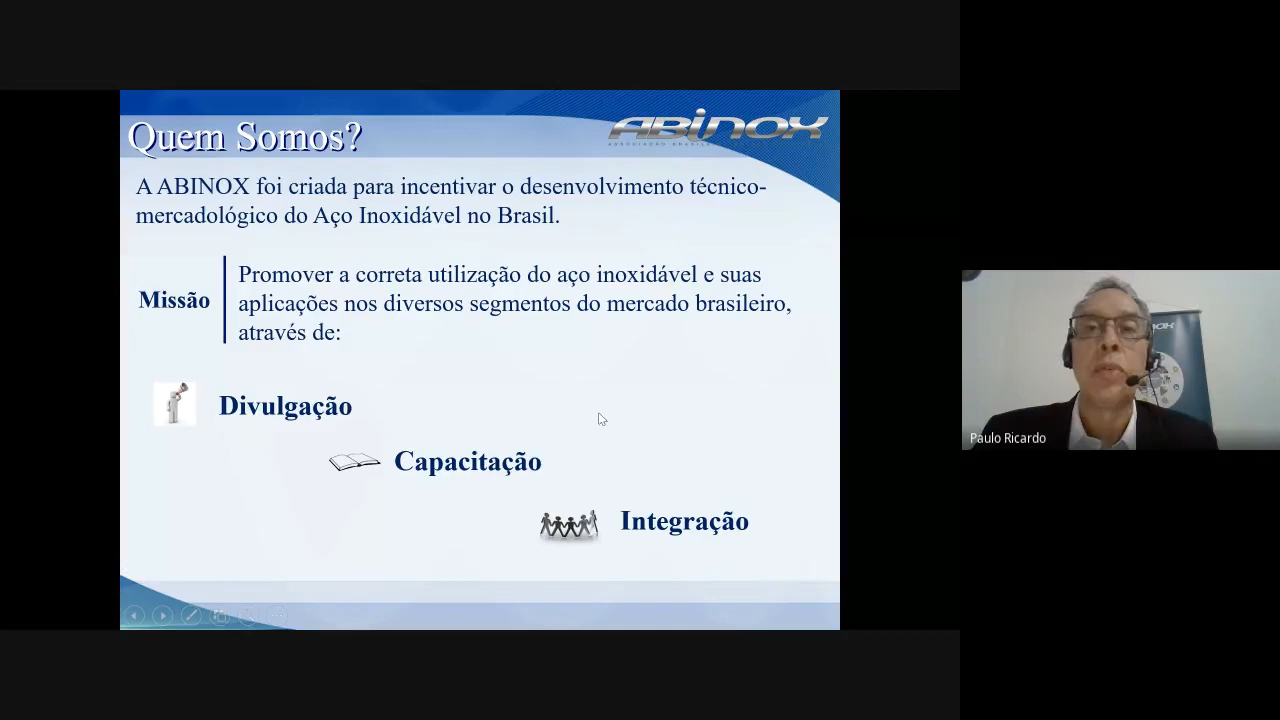 Quem Somos?
ABINOX
A ABINOX foi criada para incentivar o desenvolvimento técnico-
mercadológico do Aço Inoxidável no Brasil.
Missão
Promover a correta utilização do aço inoxidável e suas
aplicações nos diversos segmentos do mercado brasileiro,
através de:
Divulgação
Capacitação
Integração
Paulo Ricardo